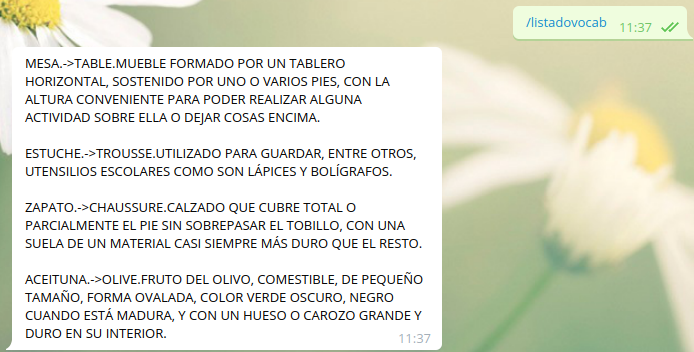 /listadovocab
11:37
MESA.->TABLE.MUEBLE FORMADO POR UN TABLERO
HORIZONTAL, SOSTENIDO POR UNO O VARIOS PIES, CON LA
ALTURA CONVENIENTE PARA PODER REALIZAR ALGUNA
ACTIVIDAD SOBRE ELLA O DEJAR COSAS ENCIMA.
ESTUCHE.->TROUSSE.UTILIZADO PARA GUARDAR, ENTRE OTROS,
UTENSILIOS ESCOLARES COMO SON LÁPICES Y BOLÍGRAFOS.
ZAPATO.->CHAUSSURE.CALZADO QUE CUBRE TOTAL O
PARCIALMENTE EL PIE SIN SOBREPASAR EL TOBILLO, CON UNA
SUELA DE UN MATERIAL CASI SIEMPRE MÁS DURO QUE EL RESTO.
ACEITUNA.->OLIVE.FRUTO DEL OLIVO, COMESTIBLE, DE PEQUEÑO
TAMAÑO, FORMA OVALADA, COLOR VERDE OSCURO, NEGRO
CUANDO ESTÁ MADURA, Y CON UN HUESO O CAROZO GRANDE Y
DURO EN SU INTERIOR.
11:37